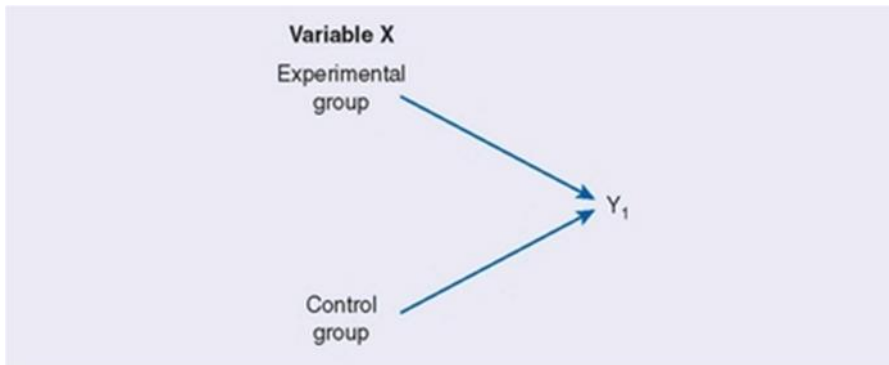 Variable X
Experimental
group
Y₁
Control
group